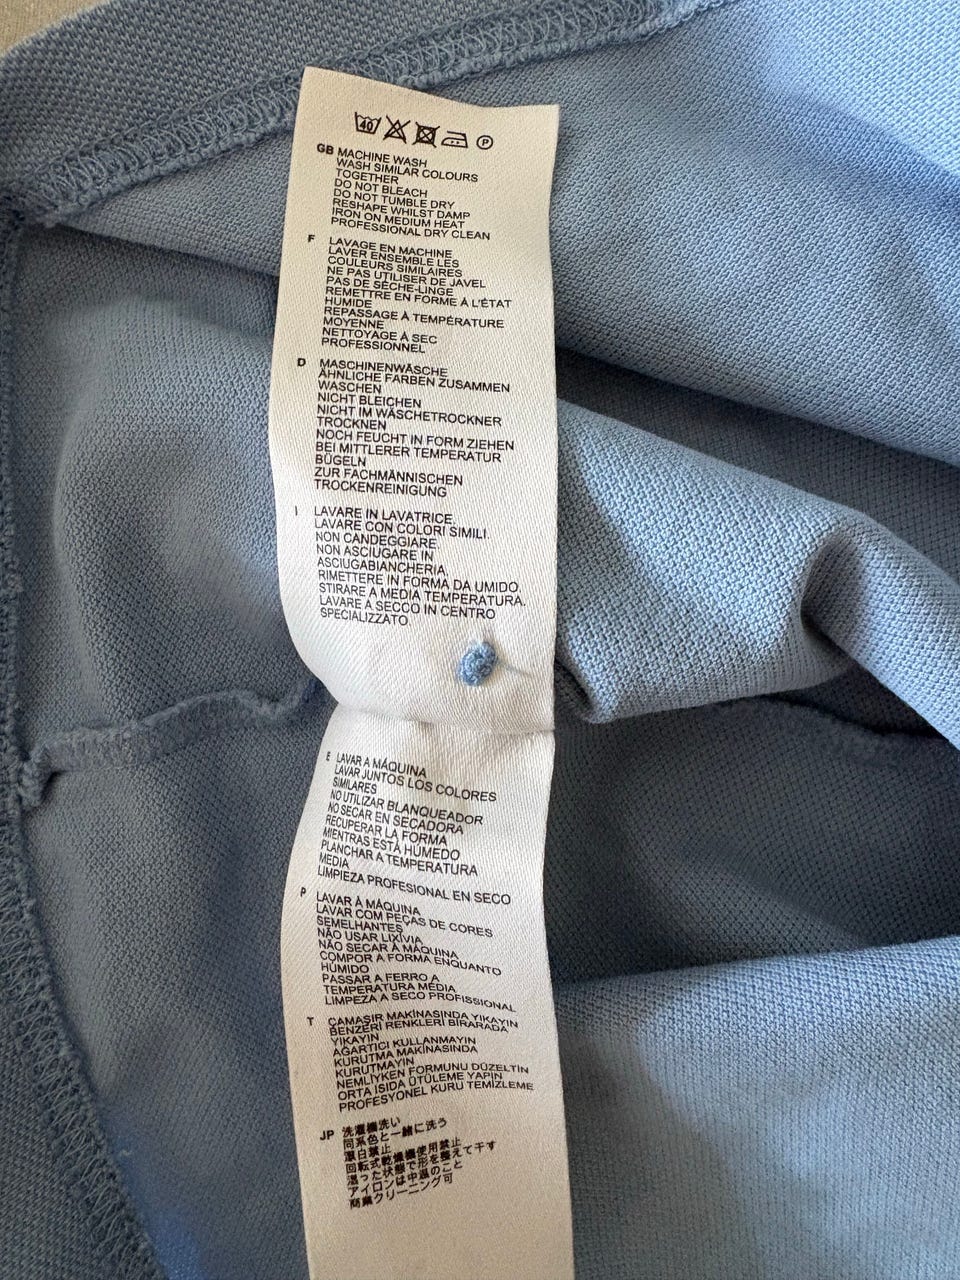 40 P
GB MACHINE WASH
WASH SIMILAR COLOURS
TOGETHER
DO NOT BLEACH
DO NOT TUMBLE DRY
RESHAPE WHILST DAMP
IRON ON MEDIUM HEAT
PROFESSIONAL DRY CLEAN
F LAVAGE EN MACHINE
LAVER ENSEMBLE LES
COULEURS SIMILAIRES
NE PAS UTILISER DE JAVEL
PAS DE SÈCHE-LINGE
REMETTRE EN FORME À L'ÉTAT
HUMIDE
REPASSAGE À TEMPÉRATURE
MOYENNE
NETTOYAGE À SEC
PROFESSIONNEL
D MASCHINENWÄSCHE
ÄHNLICHE FARBEN ZUSAMMEN
WASCHEN
NICHT BLEICHEN
NICHT IM WÄSCHETROCKNER
TROCKNEN
NOCH FEUCHT IN FORM ZIEHEN
BEI MITTLERER TEMPERATUR
BÜGELN
ZUR FACHMÄNNISCHEN
TROCKENREINIGUNG
I LAVARE IN LAVATRICE.
LAVARE CON COLORI SIMILI.
NON CANDEGGIARE.
NON ASCIUGARE IN
ASCIUGABIANCHERIA.
RIMETTERE IN FORMA DA UMIDO.
STIRARE A MEDIA TEMPERATURA.
LAVARE A SECCO IN CENTRO
SPECIALIZZATO
E LAVAR A MÁQUINA
LAVAR JUNTOS LOS COLORES
SIMILARES
NO UTILIZAR BLANQUEADOR
NO SECAR EN SECADORA
RECUPERAR LA FORMA
MIENTRAS ESTÁ HÚMEDO
PLANCHAR A TEMPERATURA
MEDIA
LIMPIEZA PROFESIONAL EN SECO
P LAVAR À MÁQUINA
LAVAR COM PEÇAS DE CORES
SEMELHANTES
NÃO USAR LIXÍVIA
NÃO SECAR À MÁQUINA
COMPOR A FORMA ENQUANTO
HÚMIDO
PASSAR A FERRO A
TEMPERATURA MÉDIA
LIMPEZA A SECO PROFISSIONAL
T ÇAMAŞIR MAKİNASINDA YIKAYIN
BENZERİ RENKLERİ BİRARADA
YIKAYIN
AĞARTICI KULLANMAYIN
KURUTMA MAKİNASINDA
KURUTMAYIN
NEMLİYKEN FORMUNU DÜZELTİN
ORTA ISIDA ÜTÜLEME YAPIN
PROFESYONEL KURU TEMİZLEME
JP 洗濯機洗い
同系色と一緒に洗う
漂白禁止
回転式乾燥機使用禁止
湿った状態で形を整えて干す
アイロンは中温のこと
商業クリーニング可